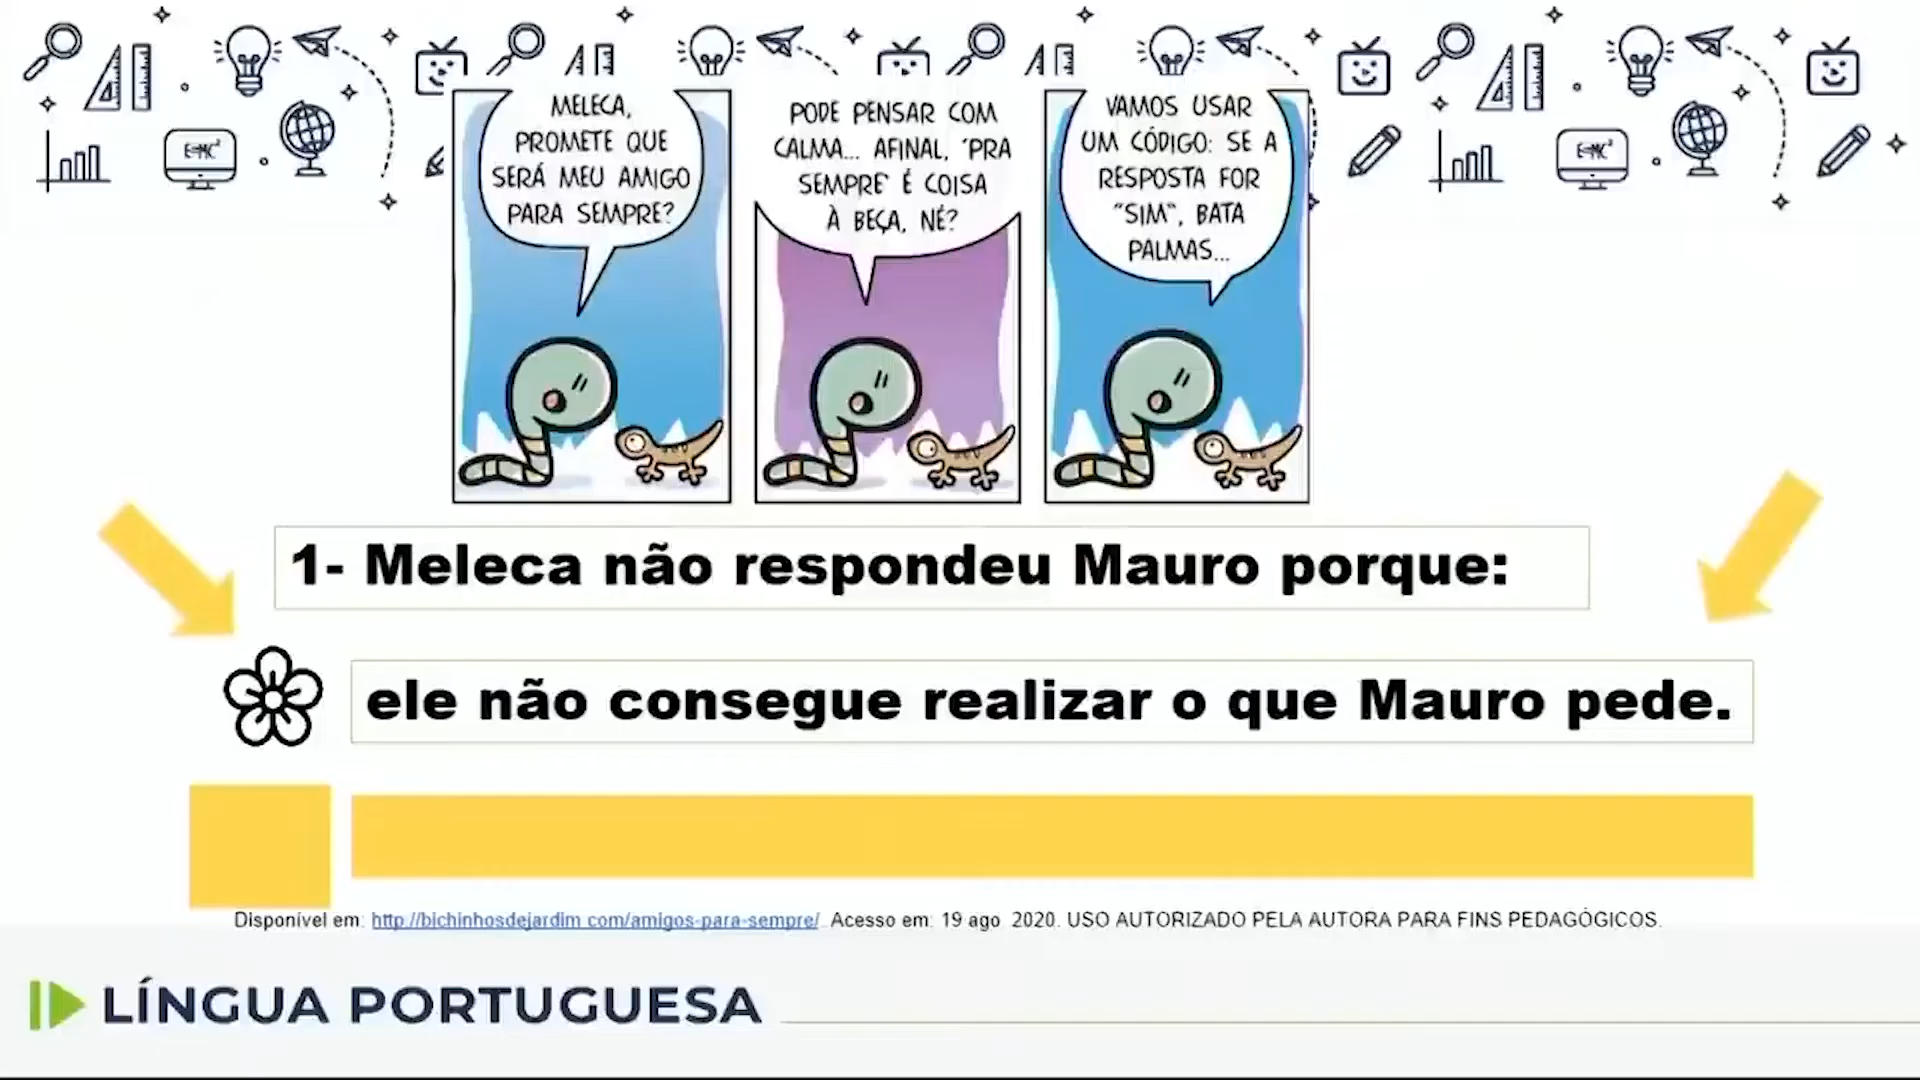 E=MC²
E=MC²
MELECA,
PROMETE QUE
SERÁ MEU AMIGO
PARA SEMPRE?
PODE PENSAR COM
CALMA... AFINAL, 'PRA
SEMPRE' É COISA
À BEÇA, NÉ?
VAMOS USAR
UM CÓDIGO: SE A
RESPOSTA FOR
"SIM", BATA
PALMAS...
1- Meleca não respondeu Mauro porque:
ele não consegue realizar o que Mauro pede.
Disponível em: http://bichinhosdejardim.com/amigos-para-sempre/. Acesso em: 19 ago. 2020. USO AUTORIZADO PELA AUTORA PARA FINS PEDAGÓGICOS.
LÍNGUA PORTUGUESA